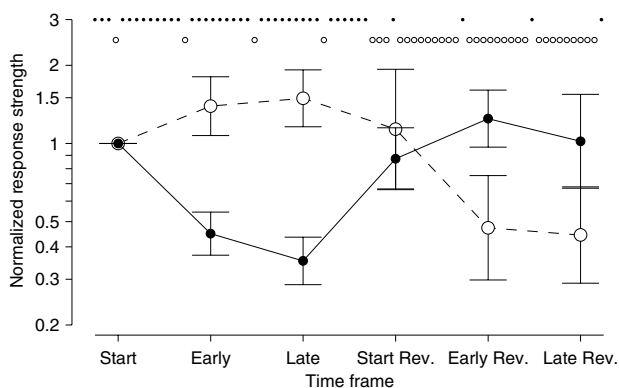 Normalized response strength
3
2
1.5
1
0.5
0.4
0.3
0.2
Start Early Late Start Rev. Early Rev. Late Rev.
Time frame